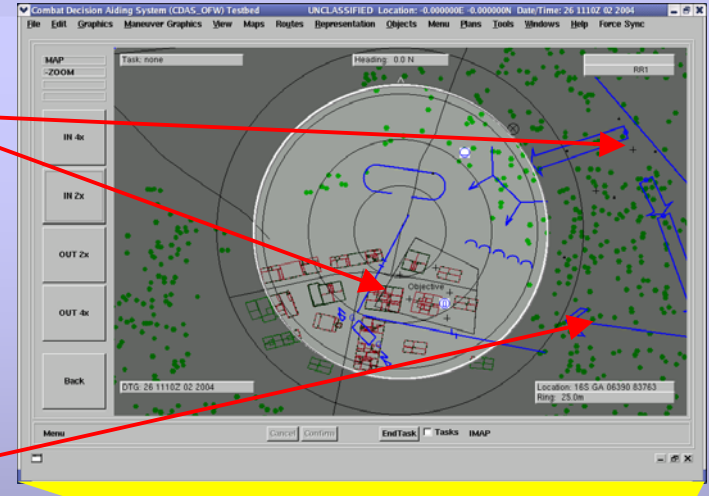 Combat Decision Aiding System (CDAS_OFW) Testbed UNCLASSIFIED Location: -0.000000E -0.000000N Date/Time: 26 1110Z 02 2004
File Edit Graphics Maneuver Graphics View Maps Routes Representation Objects Menu Plans Tools Windows Help Force Sync
MAP
-ZOOM
Task: none
Heading: 0.0 N
RR1
IN 4x
IN 2x
OUT 2x
OUT 4x
Back
Objective
DTG: 26 1110Z 02 2004
Location: 16S GA 06390 83763
Ring: 25.0m
Menu Cancel Confirm EndTask Tasks IMAP